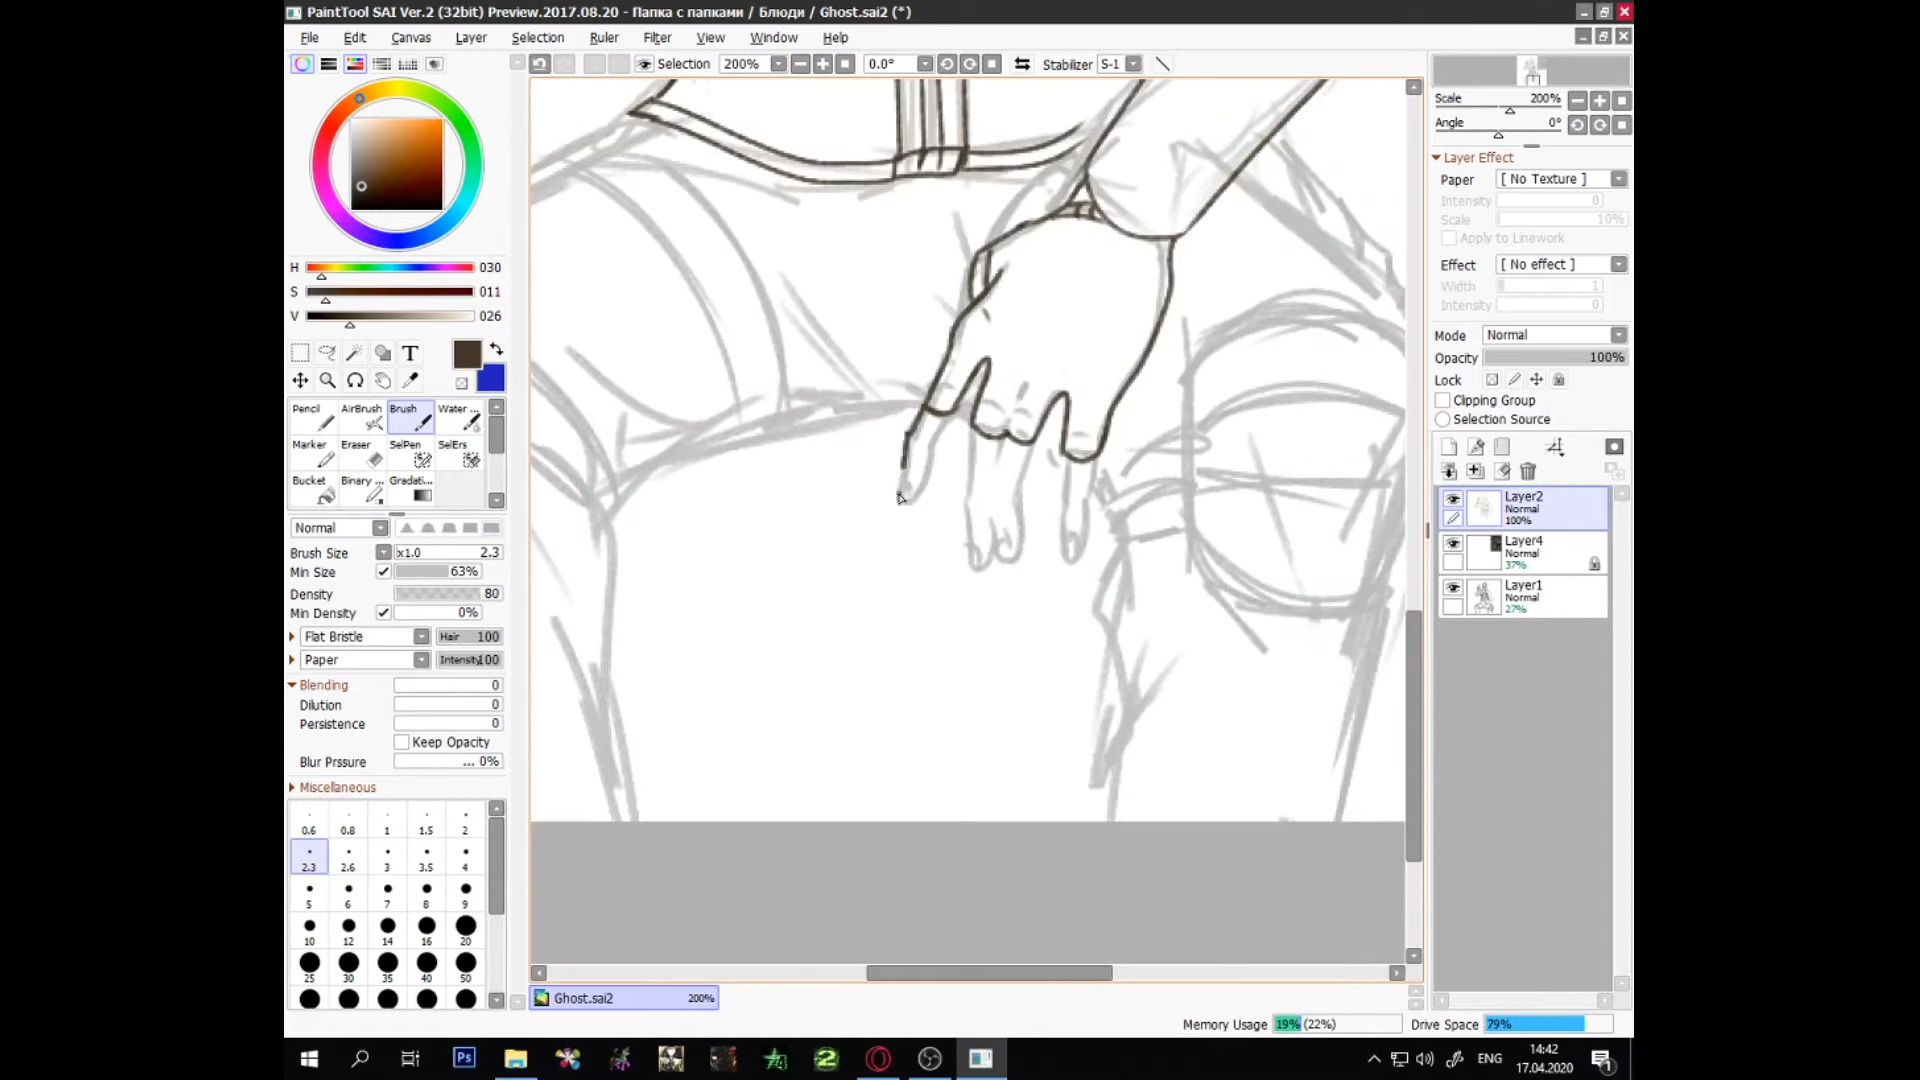 PaintTool SAI Ver.2 (32bit) Preview.2017.08.20 - Папка с папками / Блюди / Ghost.sai2 (*)
File Edit Canvas Layer Selection Ruler Filter View Window Help
Selection 200% 0.0° Stabilizer S-1
Scale 200%
Angle 0°
Layer Effect
Paper [ No Texture ]
Intensity 0
Scale 10%
Apply to Linework
Effect [ No effect ]
Width 1
Intensity 0
Mode Normal
Opacity 100%
Lock
Clipping Group
Selection Source
Layer2
Normal
100%
Layer4
Normal
37%
Layer1
Normal
27%
H 030
S 011
V 026
T
Pencil AirBrush Brush Water ...
Marker Eraser SelPen SelErs
Bucket Binary ... Gradati...
Normal
Brush Size x1.0 2.3
Min Size 63%
Density 80
Min Density 0%
Flat Bristle Hair 100
Paper Intensity 100
Blending 0
Dilution 0
Persistence 0
Keep Opacity
Blur Prssure ... 0%
Miscellaneous
0.6 0.8 1 1.5 2
2.3 2.6 3 3.5 4
5 6 7 8 9
10 12 14 16 20
25 30 35 40 50
Ghost.sai2 200%
Memory Usage 19% (22%) Drive Space 79%
Ps
2
ENG
14:42
17.04.2020
1